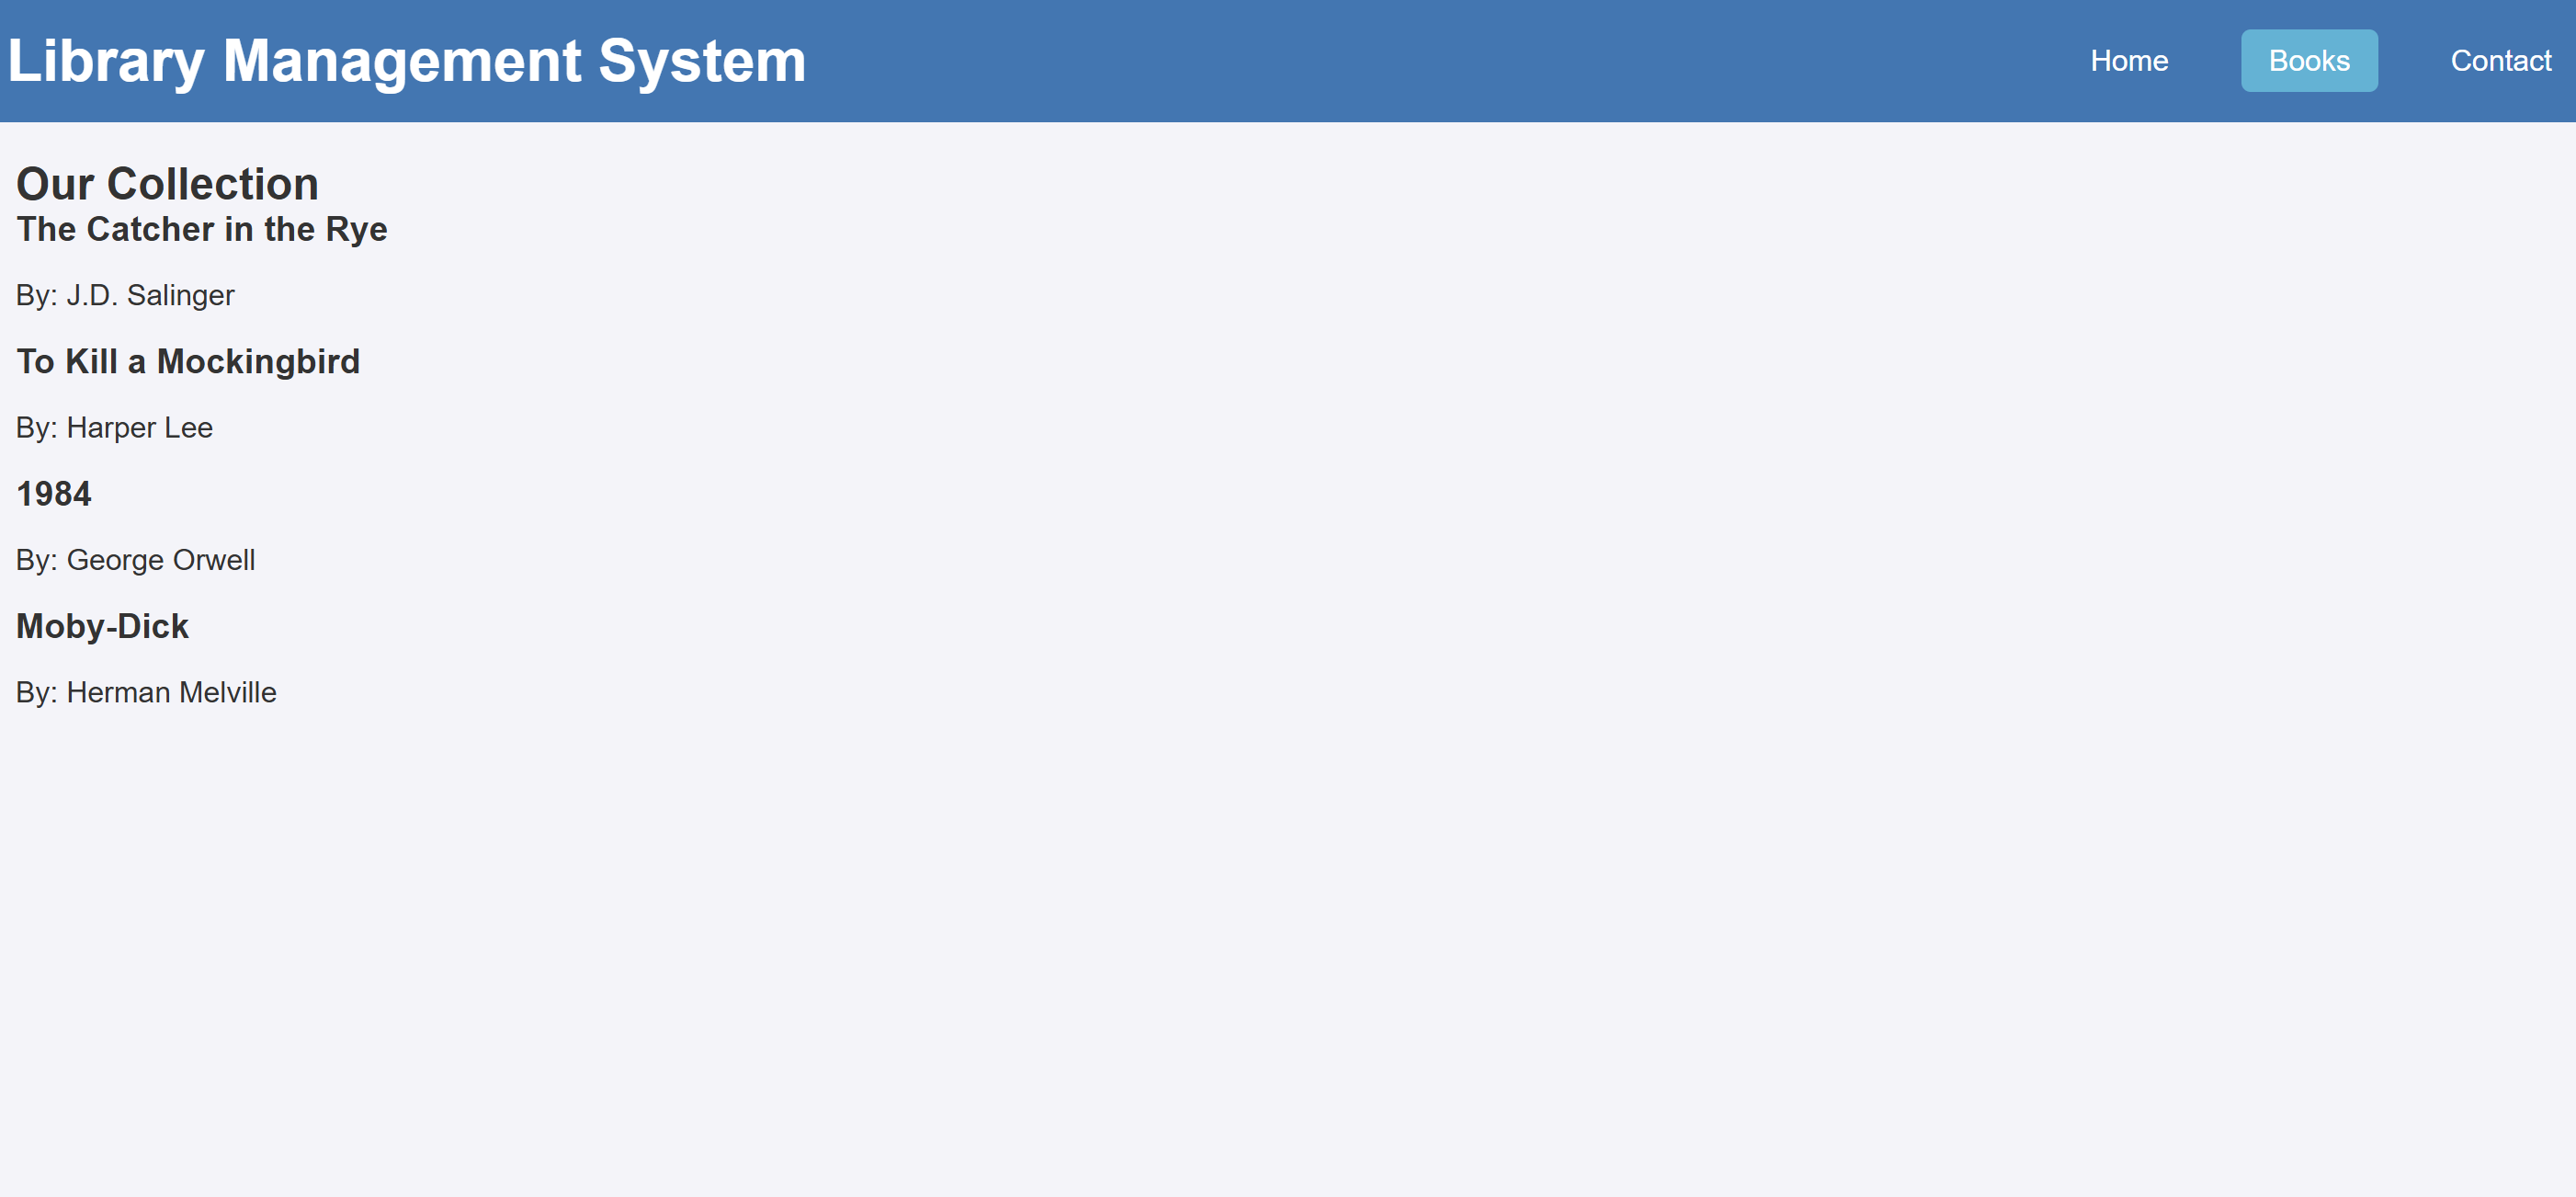 Library Management System
Home Books Contact
Our Collection
The Catcher in the Rye
By: J.D. Salinger
To Kill a Mockingbird
By: Harper Lee
1984
By: George Orwell
Moby-Dick
By: Herman Melville